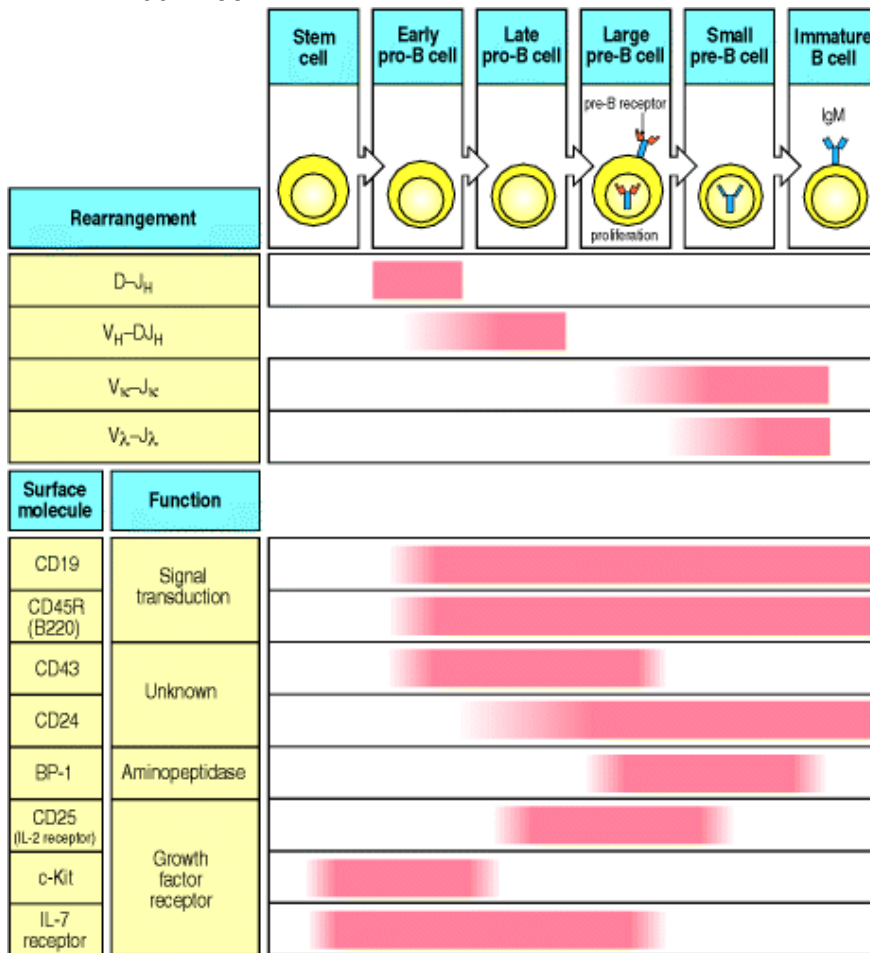 Stem
cell
Early
pro-B cell
Late
pro-B cell
Large
pre-B cell
Small
pre-B cell
Immature
B cell
pre-B receptor
IgM
proliferation
Rearrangement
D–JH
VH–DJH
Vκ–Jκ
Vλ–Jλ
Surface
molecule
Function
CD19
CD45R
(B220)
Signal
transduction
CD43
CD24
Unknown
BP-1
Aminopeptidase
CD25
(IL-2 receptor)
c-Kit
IL-7
receptor
Growth
factor
receptor